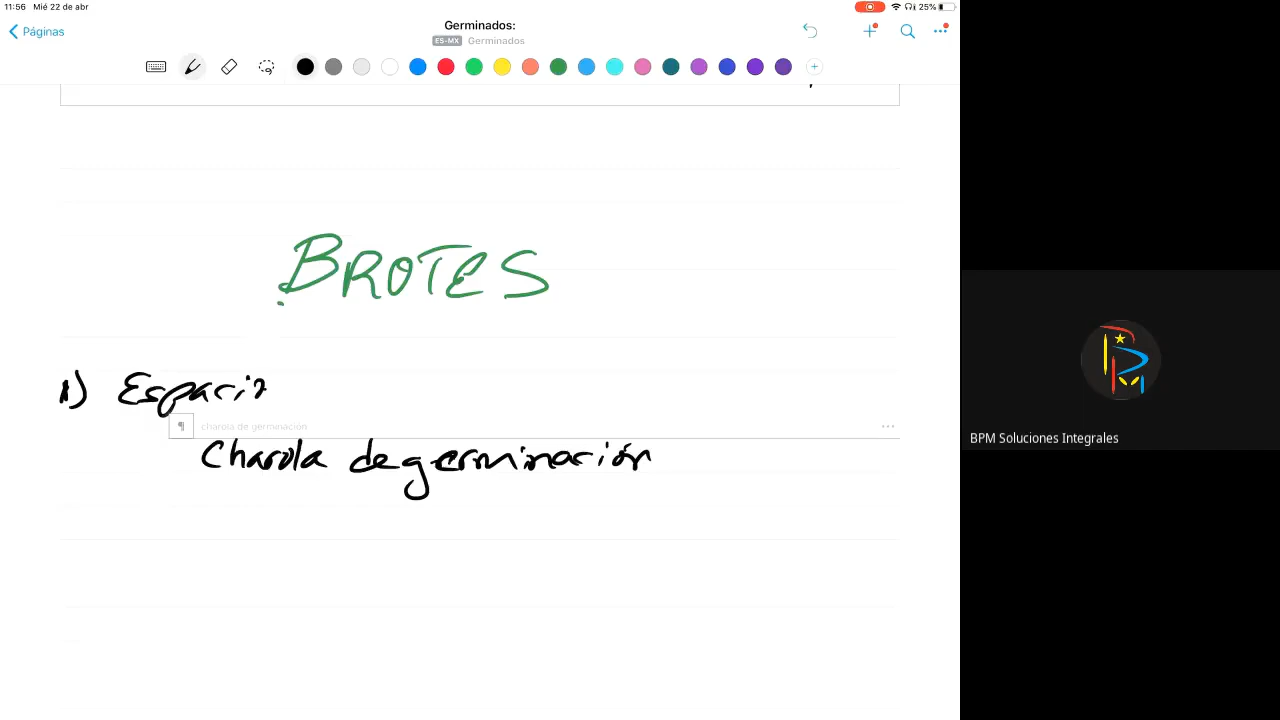 11:56 Mié 22 de abr
25%
Páginas
Germinados:
ES-MX Germinados
BROTES
1) Espacio
¶ charola de germinación
Charola de germinación
BPM Soluciones Integrales